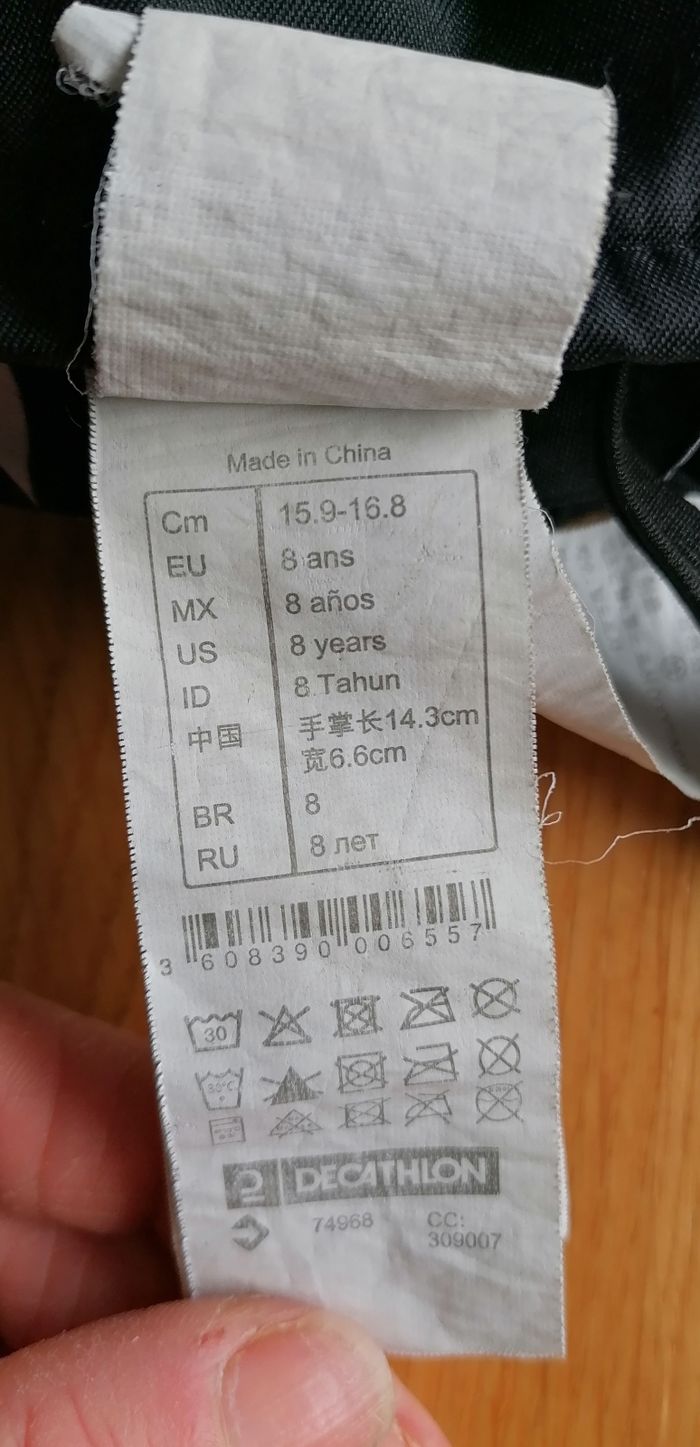 Made in China
Cm 15.9-16.8
EU 8 ans
MX 8 años
US 8 years
ID 8 Tahun
中国 手掌长14.3cm
宽6.6cm
BR 8
RU 8 лет
3 608390 006557
30
30°C
DECATHLON
74968 CC:
309007